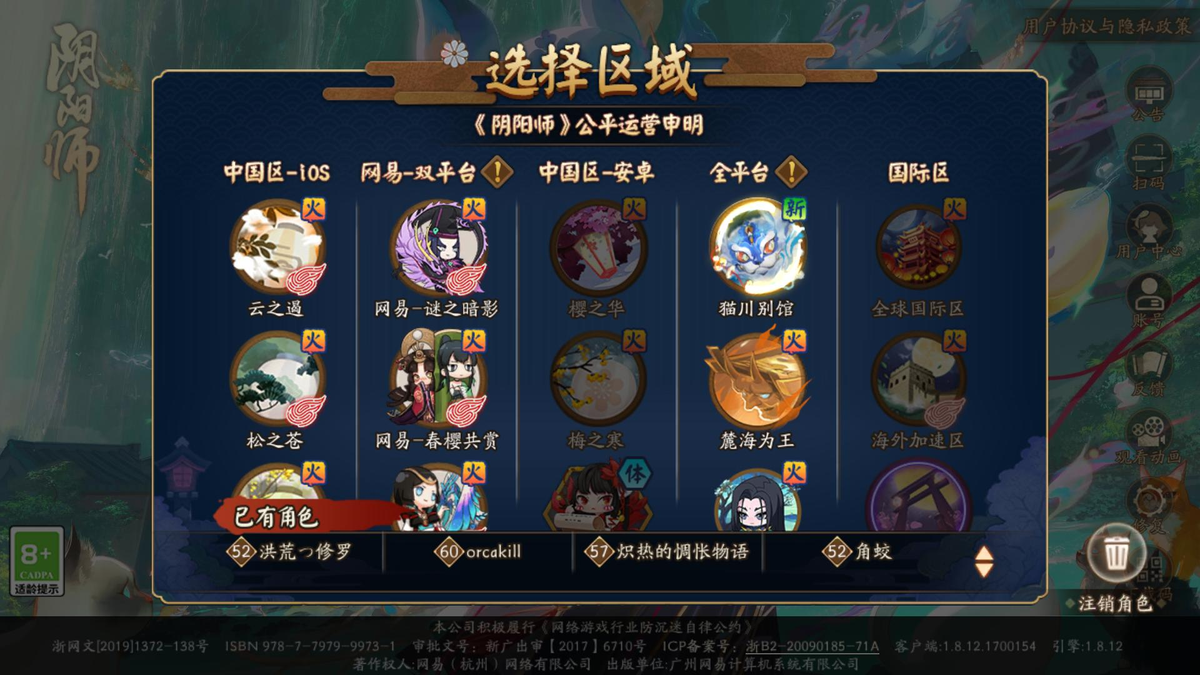 阴阳师
用户协议与隐私政策
选择区域
《阴阳师》公平运营申明
中国区-iOS 网易-双平台 ! 中国区-安卓 全平台 ! 国际区
火 火 火 新 火
云之遏 网易-谜之暗影 樱之华 猫川别馆 全球国际区
火 火 火 火 火
松之苍 网易-春樱共赏 梅之寒 麓海为王 海外加速区
火 火 体 火
已有角色
52 洪荒つ修罗 60 orcakill 57 炽热的惆怅物语 52 角蛟
公告
扫码
用户中心
账号
反馈
观看动画
修复
注销角色
8+
CADPA
适龄提示
本公司积极履行《网络游戏行业防沉迷自律公约》
浙网文[2019]1372-138号 ISBN 978-7-7979-9973-1 审批文号：新广出审【2017】6710号 ICP备案号：浙B2-20090185-71A 客户端:1.8.12.1700154 引擎:1.8.12
著作权人:网易（杭州）网络有限公司 出版单位:广州网易计算机系统有限公司